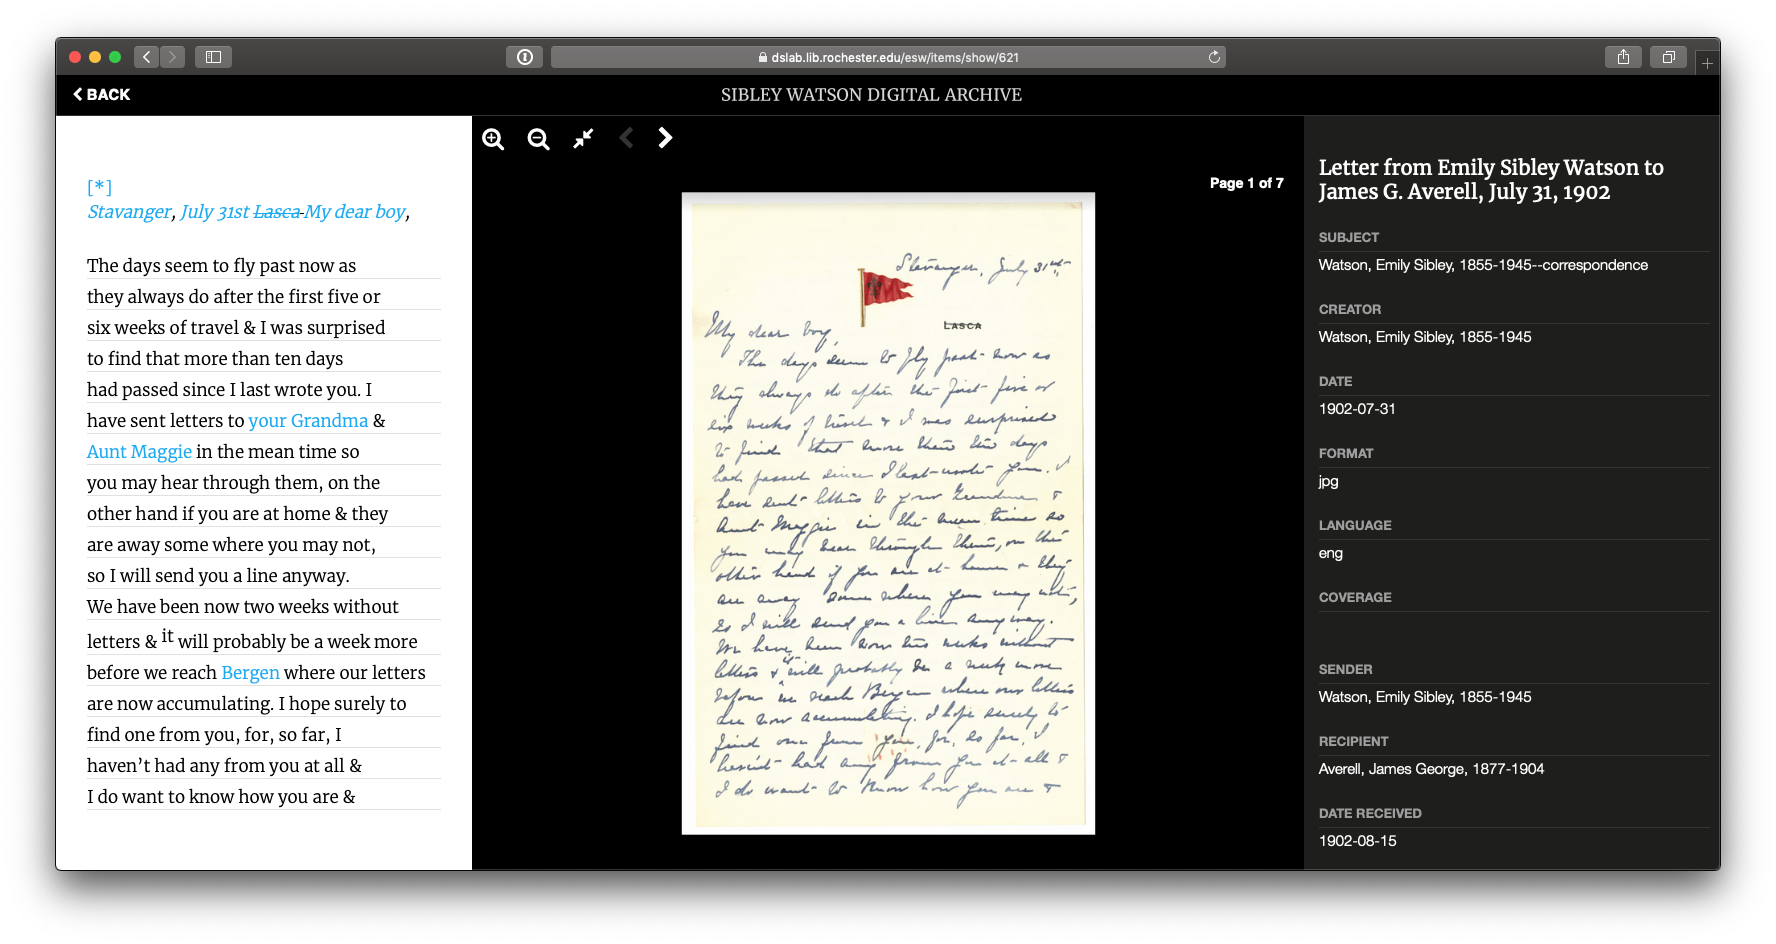 dslab.lib.rochester.edu/esw/items/show/621
BACK
SIBLEY WATSON DIGITAL ARCHIVE
[*]
Stavanger, July 31st Lasca My dear boy,
The days seem to fly past now as
they always do after the first five or
six weeks of travel & I was surprised
to find that more than ten days
had passed since I last wrote you. I
have sent letters to your Grandma &
Aunt Maggie in the mean time so
you may hear through them, on the
other hand if you are at home & they
are away some where you may not,
so I will send you a line anyway.
We have been now two weeks without
letters & it will probably be a week more
before we reach Bergen where our letters
are now accumulating. I hope surely to
find one from you, for, so far, I
haven't had any from you at all &
I do want to know how you are &
Page 1 of 7
Stavanger, July 31st
LASCA
My dear boy,
The days seem to fly past now as
they always do after the first five or
six weeks of travel & I was surprised
to find that more than ten days
had passed since I last wrote you. I
have sent letters to your Grandma &
Aunt Maggie in the mean time so
you may hear through them, on the
other hand if you are at home & they
are away some where you may not,
so I will send you a line anyway.
We have been now two weeks without
letters & it will probably be a week more
before we reach Bergen where our letters
are now accumulating. I hope surely to
find one from you, for, so far, I
haven't had any from you at all &
I do want to know how you are &
Letter from Emily Sibley Watson to
James G. Averell, July 31, 1902
SUBJECT
Watson, Emily Sibley, 1855-1945--correspondence
CREATOR
Watson, Emily Sibley, 1855-1945
DATE
1902-07-31
FORMAT
jpg
LANGUAGE
eng
COVERAGE
SENDER
Watson, Emily Sibley, 1855-1945
RECIPIENT
Averell, James George, 1877-1904
DATE RECEIVED
1902-08-15